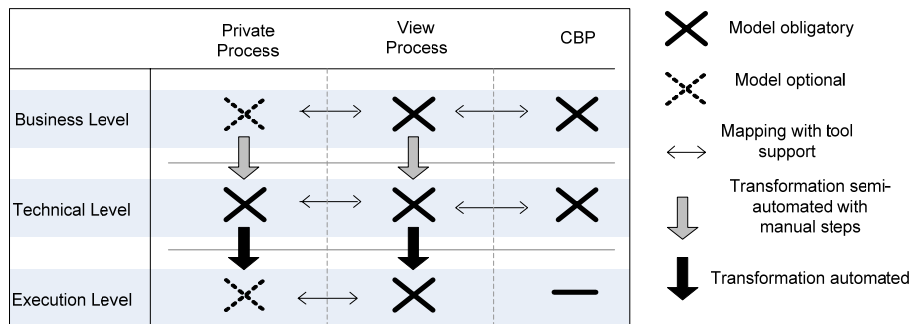 Private
Process
View
Process
CBP
Business Level
Technical Level
Execution Level
Model obligatory
Model optional
Mapping with tool
support
Transformation semi-
automated with
manual steps
Transformation automated